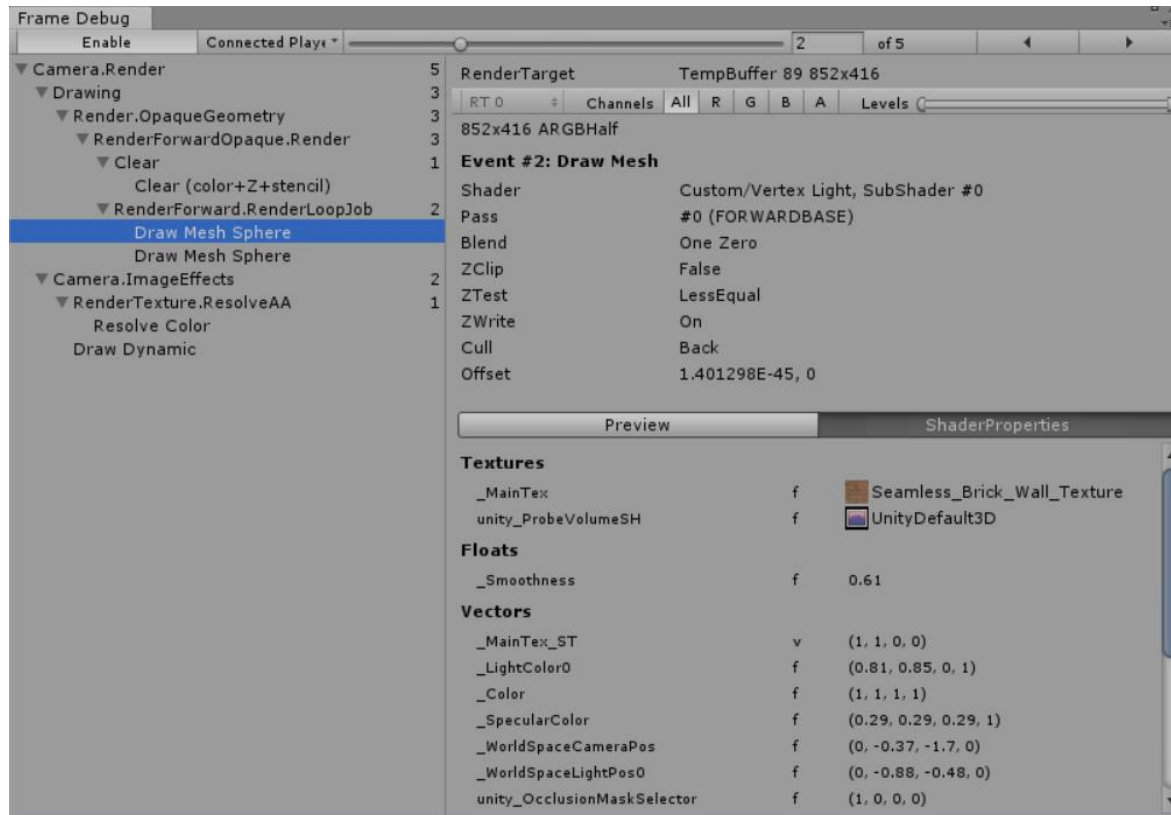 Frame Debug
Enable Connected Playe 2 of 5
Camera.Render 5
Drawing 3
Render.OpaqueGeometry 3
RenderForwardOpaque.Render 3
Clear 1
Clear (color+Z+stencil)
RenderForward.RenderLoopJob 2
Draw Mesh Sphere
Draw Mesh Sphere
Camera.ImageEffects 2
RenderTexture.ResolveAA 1
Resolve Color
Draw Dynamic
RenderTarget TempBuffer 89 852x416
RT 0 Channels All R G B A Levels
852x416 ARGBHalf
Event #2: Draw Mesh
Shader Custom/Vertex Light, SubShader #0
Pass #0 (FORWARDBASE)
Blend One Zero
ZClip False
ZTest LessEqual
ZWrite On
Cull Back
Offset 1.401298E-45, 0
Preview ShaderProperties
Textures
_MainTex f Seamless_Brick_Wall_Texture
unity_ProbeVolumeSH f UnityDefault3D
Floats
_Smoothness f 0.61
Vectors
_MainTex_ST v (1, 1, 0, 0)
_LightColor0 f (0.81, 0.85, 0, 1)
_Color f (1, 1, 1, 1)
_SpecularColor f (0.29, 0.29, 0.29, 1)
_WorldSpaceCameraPos f (0, -0.37, -1.7, 0)
_WorldSpaceLightPos0 f (0, -0.88, -0.48, 0)
unity_OcclusionMaskSelector f (1, 0, 0, 0)